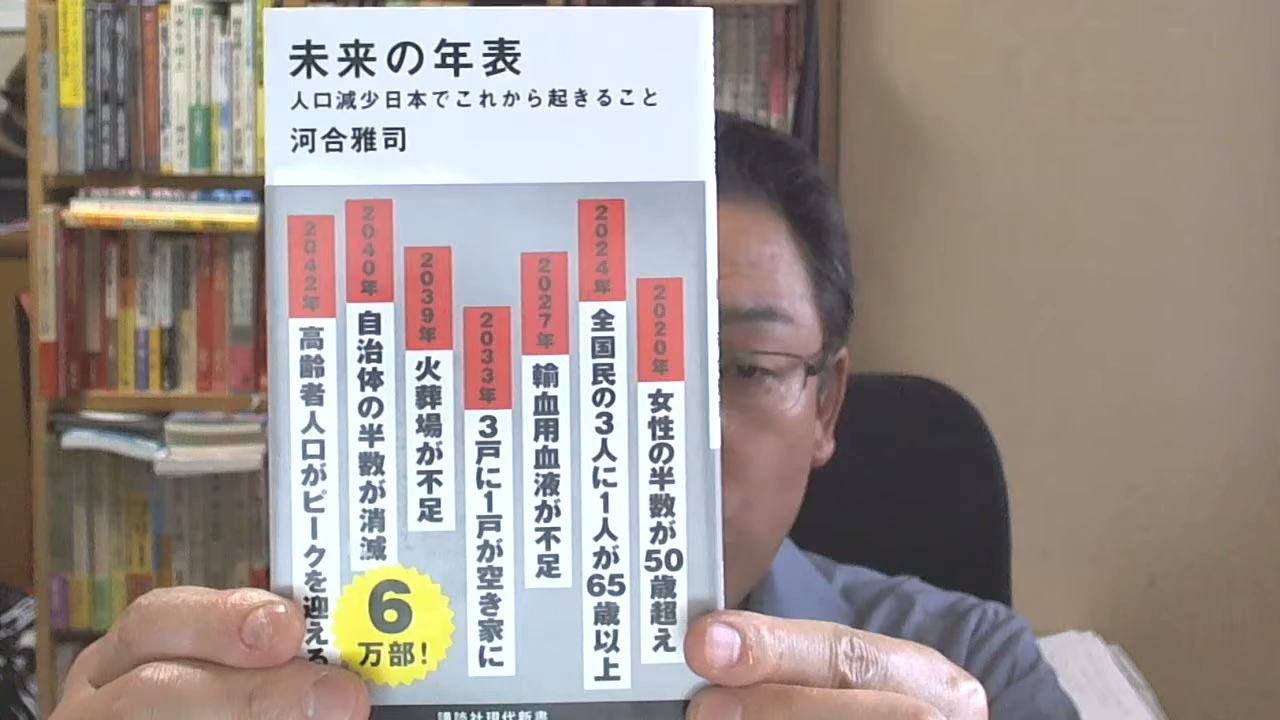 未来の年表
人口減少日本でこれから起きること
河合雅司
2020年 女性の半数が50歳超え
2024年 全国民の3人に1人が65歳以上
2027年 輸血用血液が不足
2033年 3戸に1戸が空き家に
2039年 火葬場が不足
2040年 自治体の半数が消滅
2042年 高齢者人口がピークを迎える
6
万部!
講談社現代新書